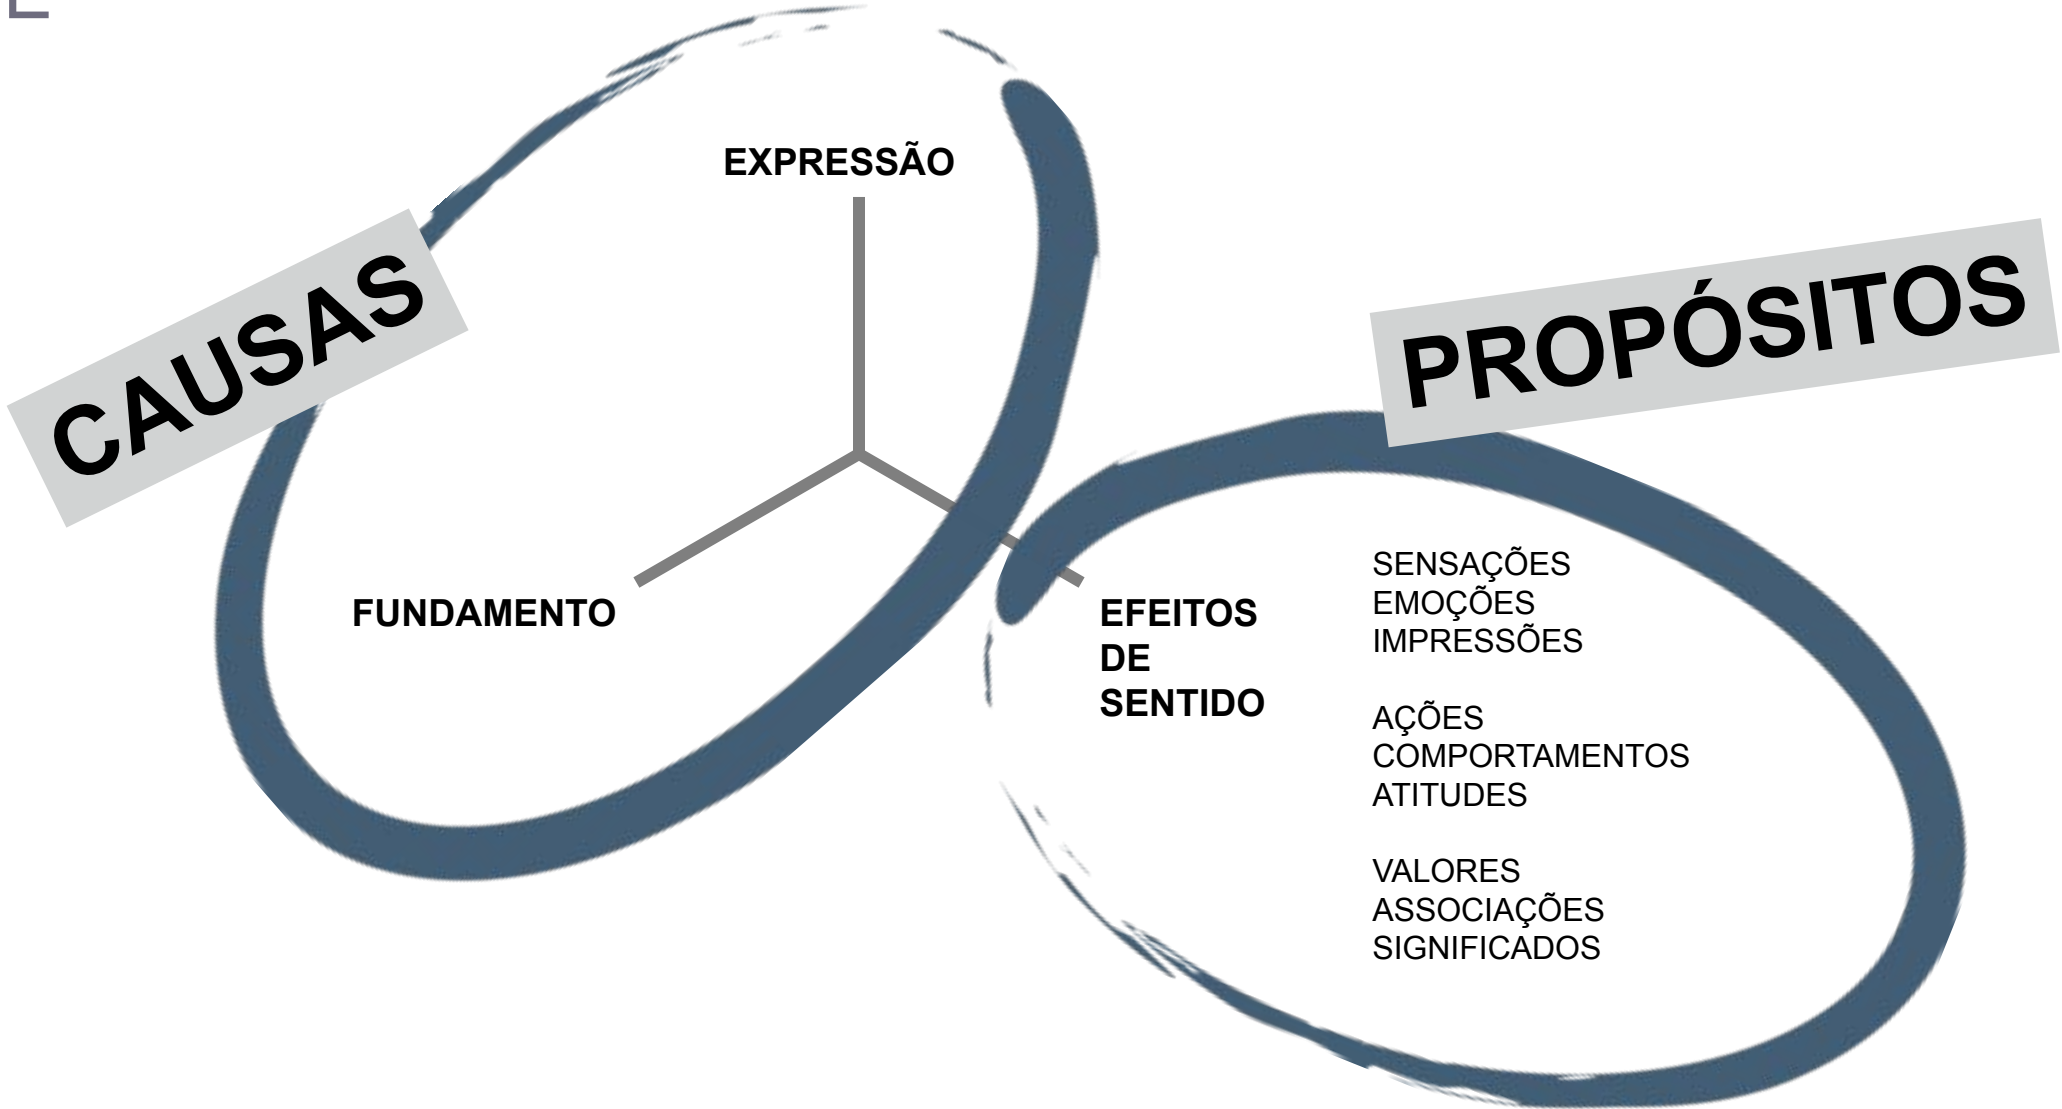 EXPRESSÃO
CAUSAS
PROPÓSITOS
FUNDAMENTO
EFEITOS
DE
SENTIDO
SENSAÇÕES
EMOÇÕES
IMPRESSÕES
AÇÕES
COMPORTAMENTOS
ATITUDES
VALORES
ASSOCIAÇÕES
SIGNIFICADOS